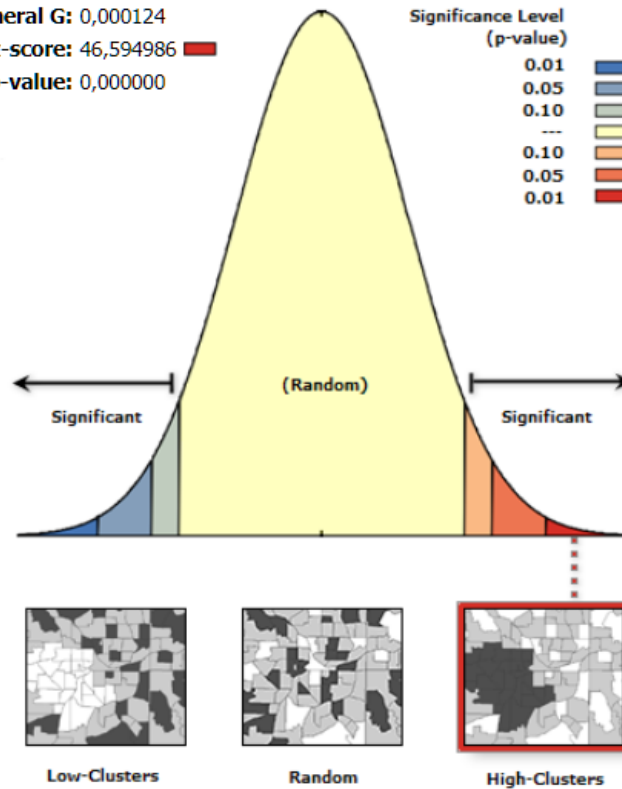 neral G: 0,000124
z-score: 46,594986
-value: 0,000000
Significance Level
(p-value)
0.01
0.05
0.10
---
0.10
0.05
0.01
(Random)
Significant
Significant
Low-Clusters
Random
High-Clusters